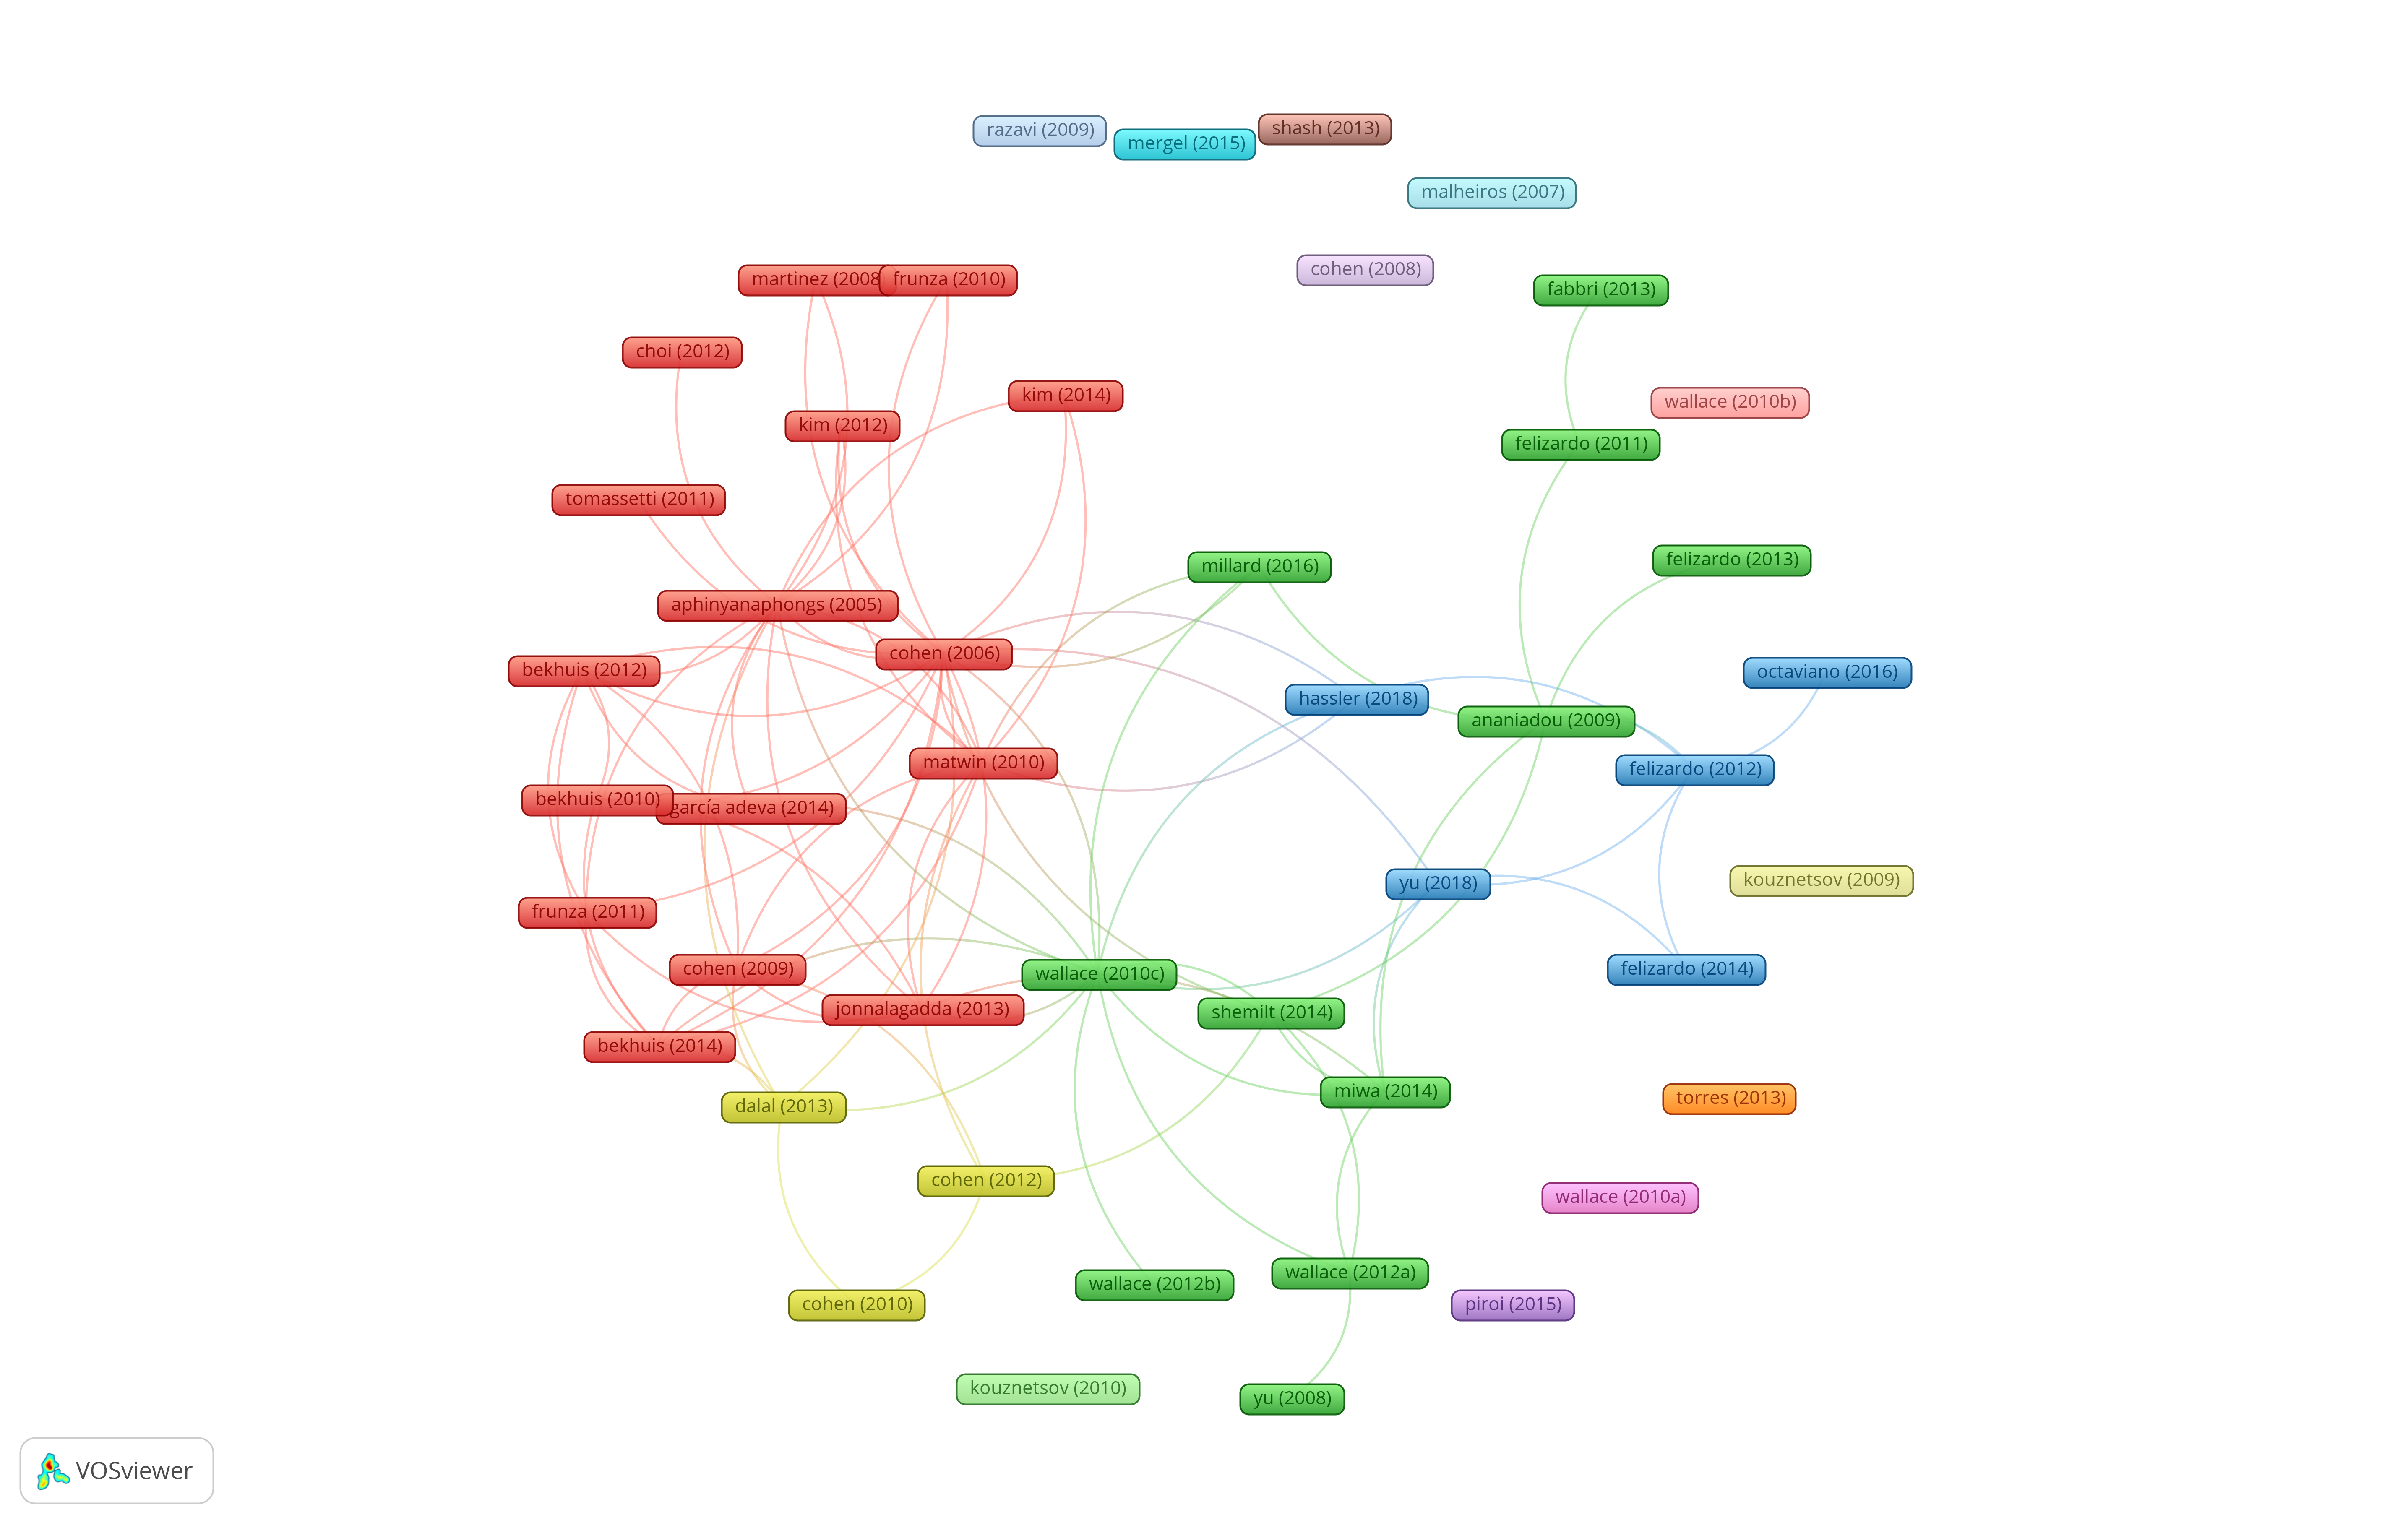 razavi (2009)
mergel (2015)
shash (2013)
malheiros (2007)
cohen (2008)
martinez (2008
frunza (2010)
fabbri (2013)
choi (2012)
kim (2014)
wallace (2010b)
kim (2012)
felizardo (2011)
tomassetti (2011)
millard (2016)
felizardo (2013)
aphinyanaphongs (2005)
cohen (2006)
bekhuis (2012)
octaviano (2016)
hassler (2018)
ananiadou (2009)
matwin (2010)
felizardo (2012)
bekhuis (2010)
garcía adeva (2014)
yu (2018)
kouznetsov (2009)
frunza (2011)
cohen (2009)
wallace (2010c)
felizardo (2014)
jonnalagadda (2013)
shemilt (2014)
bekhuis (2014)
miwa (2014)
torres (2013)
dalal (2013)
cohen (2012)
wallace (2010a)
wallace (2012b)
wallace (2012a)
cohen (2010)
piroi (2015)
kouznetsov (2010)
yu (2008)
VOSviewer